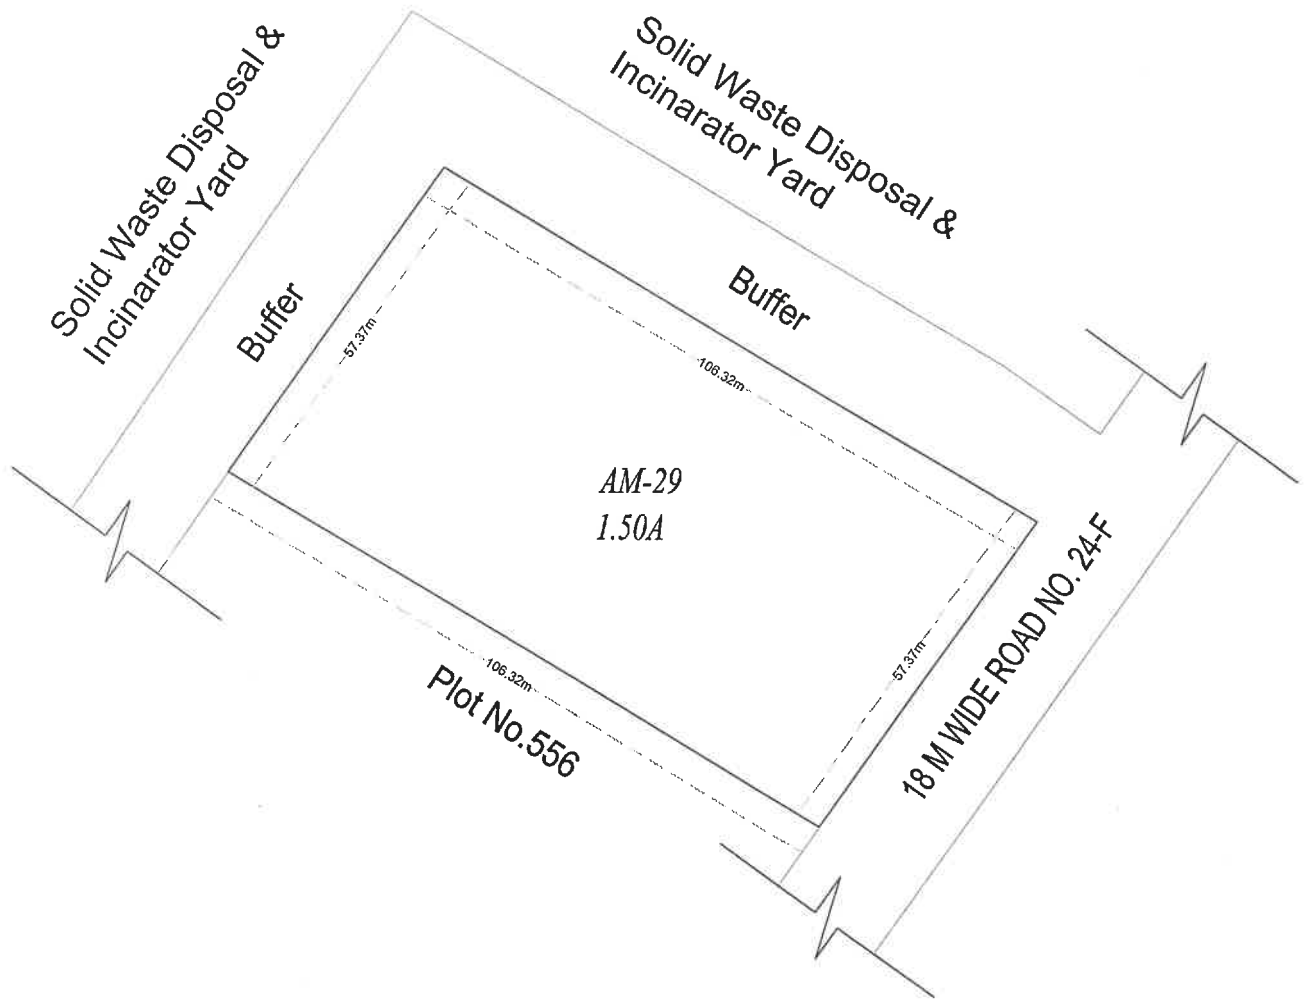 Solid Waste Disposal &
Incinarator Yard
Solid Waste Disposal &
Incinarator Yard
Buffer
Buffer
57.37m
106.32m
AM-29
1.50A
57.37m
18 M WIDE ROAD NO. 24-F
106.32m
Plot No.556